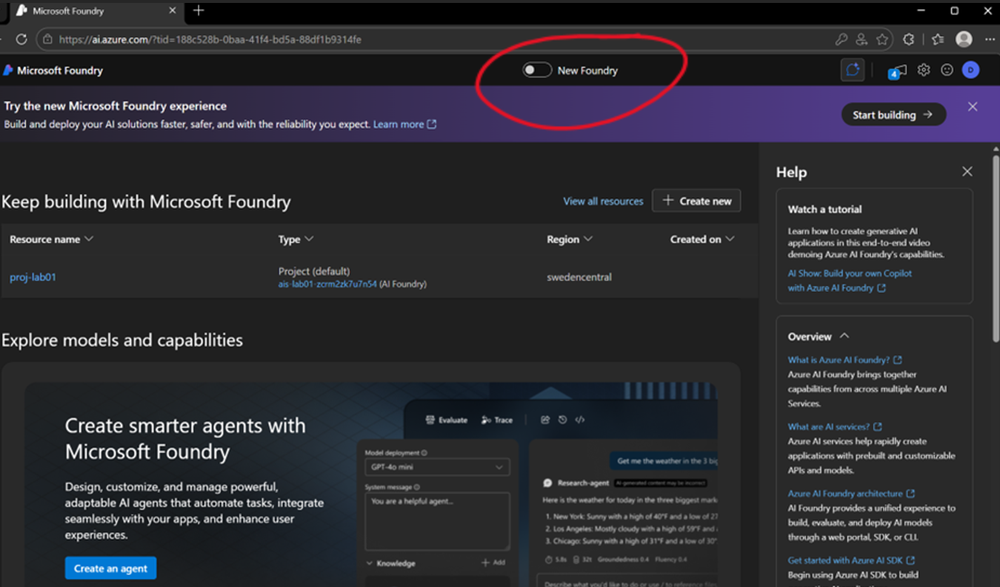 Microsoft Foundry
https://ai.azure.com/?tid=188c528b-0baa-41f4-bd5a-88df1b9314fe
Microsoft Foundry
New Foundry
4
D
Try the new Microsoft Foundry experience
Build and deploy your AI solutions faster, safer, and with the reliability you expect. Learn more
Start building
Keep building with Microsoft Foundry
View all resources
Create new
Resource name
Type
Region
Created on
proj-lab01
Project (default)
ais-lab01-zcrm2zk7u7n54 (AI Foundry)
swedencentral
Explore models and capabilities
Create smarter agents with
Microsoft Foundry
Design, customize, and manage powerful,
adaptable AI agents that automate tasks, integrate
seamlessly with your apps, and enhance user
experiences.
Create an agent
Evaluate
Trace
Model deployment
GPT-4o mini
System message
You are a helpful agent...
Knowledge
+ Add
Get me the weather in the 3 big
Research-agent
AI-generated content may be incorrect
Here is the weather for today in the three biggest mark
1. New York: Sunny with a high of 40°F and a low of 27
2. Los Angeles: Mostly cloudy with a high of 59°F and
3. Chicago: Sunny with a high of 31°F and a low of 30°
5.8s
32t
Groundedness 0.4
Fluency 0.4
Describe what you'd like to do or use / to reference files
Help
Watch a tutorial
Learn how to create generative AI
applications in this end-to-end video
demoing Azure AI Foundry's capabilities.
AI Show: Build your own Copilot
with Azure AI Foundry
Overview
What is Azure AI Foundry?
Azure AI Foundry brings together
capabilities from across multiple Azure AI
Services.
What are AI services?
Azure AI services help rapidly create
applications with prebuilt and customizable
APIs and models.
Azure AI Foundry architecture
AI Foundry provides a unified experience to
build, evaluate, and deploy AI models
through a web portal, SDK, or CLI.
Get started with Azure AI SDK
Begin using Azure AI SDK to build